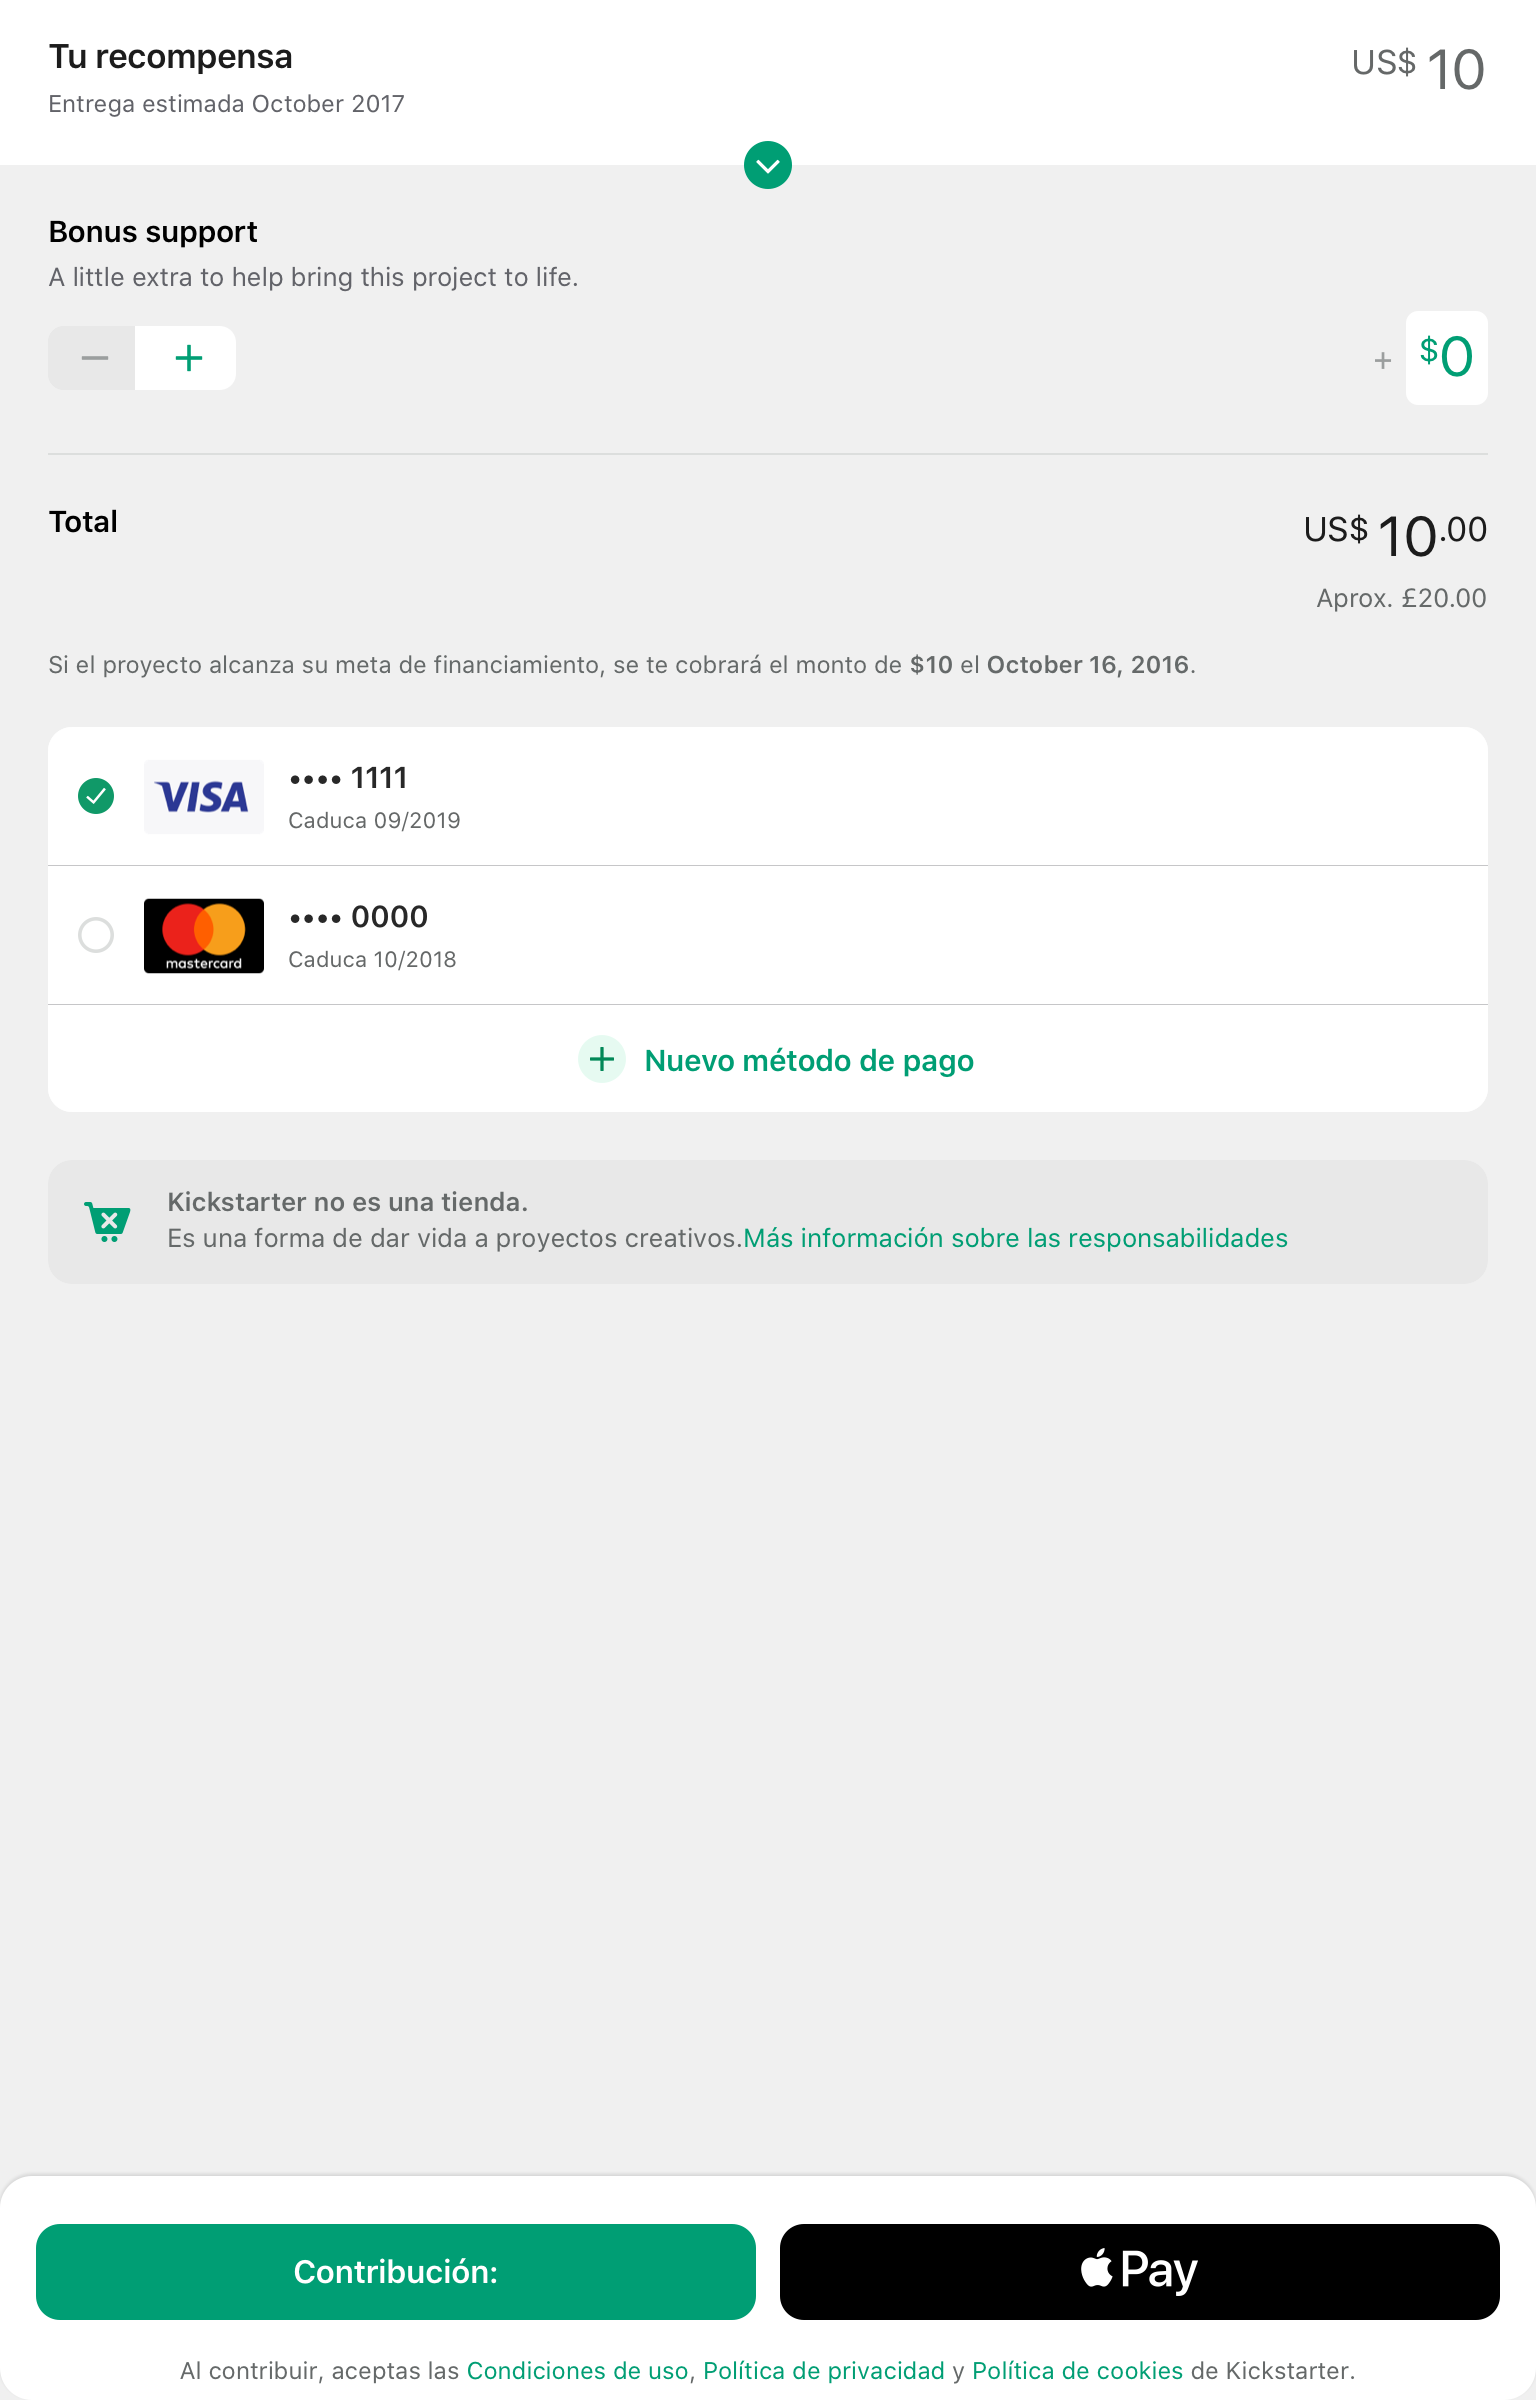 Tu recompensa
US$ 10
Entrega estimada October 2017
Bonus support
A little extra to help bring this project to life.
+ $0
Total
US$ 10.00
Aprox. £20.00
Si el proyecto alcanza su meta de financiamiento, se te cobrará el monto de $10 el October 16, 2016.
VISA
•••• 1111
Caduca 09/2019
mastercard
•••• 0000
Caduca 10/2018
Nuevo método de pago
Kickstarter no es una tienda.
Es una forma de dar vida a proyectos creativos.Más información sobre las responsabilidades
Contribución:
Pay
Al contribuir, aceptas las Condiciones de uso, Política de privacidad y Política de cookies de Kickstarter.